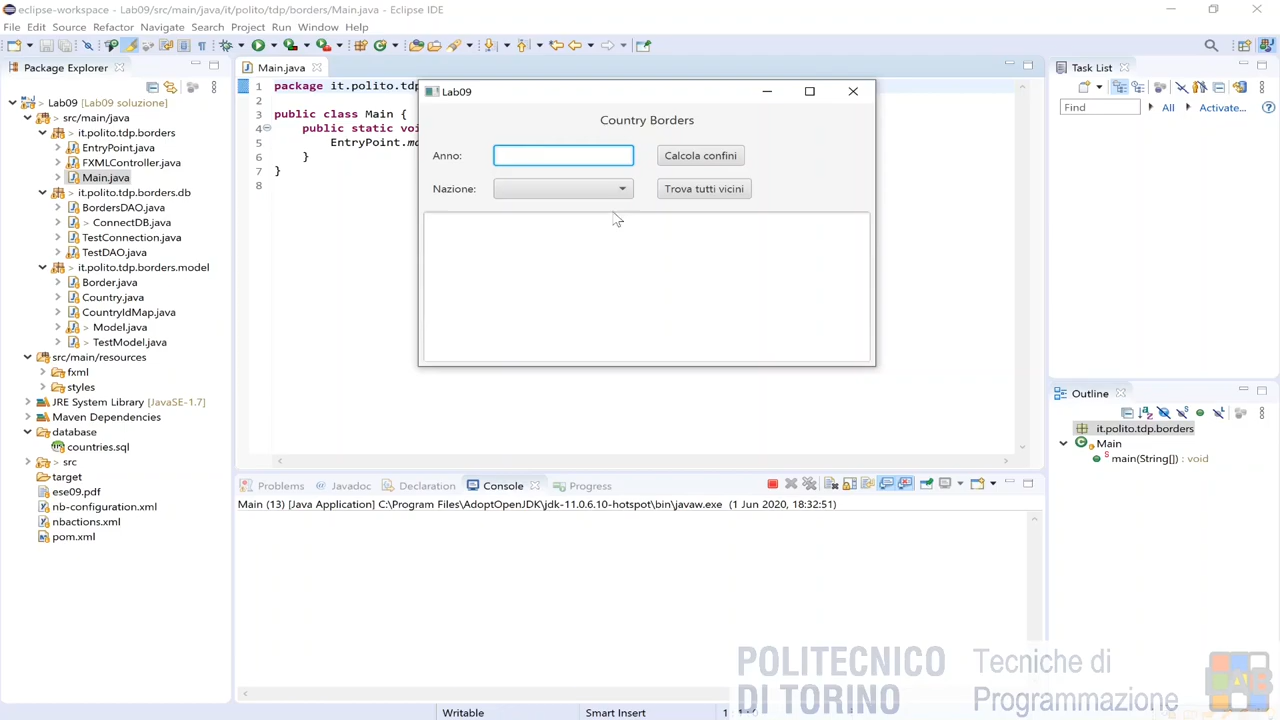 eclipse-workspace - Lab09/src/main/java/it/polito/tdp/borders/Main.java - Eclipse IDE
File Edit Source Refactor Navigate Search Project Run Window Help
Package Explorer
Lab09 [Lab09 soluzione]
src/main/java
it.polito.tdp.borders
EntryPoint.java
FXMLController.java
Main.java
it.polito.tdp.borders.db
BordersDAO.java
> ConnectDB.java
TestConnection.java
TestDAO.java
> it.polito.tdp.borders.model
Border.java
Country.java
CountryIdMap.java
> Model.java
> TestModel.java
src/main/resources
fxml
styles
JRE System Library [JavaSE-1.7]
Maven Dependencies
database
countries.sql
> src
target
ese09.pdf
nb-configuration.xml
nbactions.xml
pom.xml
Main.java
1 package it.polito.tdp
2
3 public class Main {
4 public static voi
5 EntryPoint.m
6 }
7 }
8
Lab09
Country Borders
Anno:
Calcola confini
Nazione:
Trova tutti vicini
Task List
Find
All
Activate...
Outline
it.polito.tdp.borders
Main
main(String[]) : void
Problems
Javadoc
Declaration
Console
Progress
Main (13) [Java Application] C:\Program Files\AdoptOpenJDK\jdk-11.0.6.10-hotspot\bin\javaw.exe (1 Jun 2020, 18:32:51)
POLITECNICO
DI TORINO
Tecniche di
Programmazione
LAB
Writable
Smart Insert